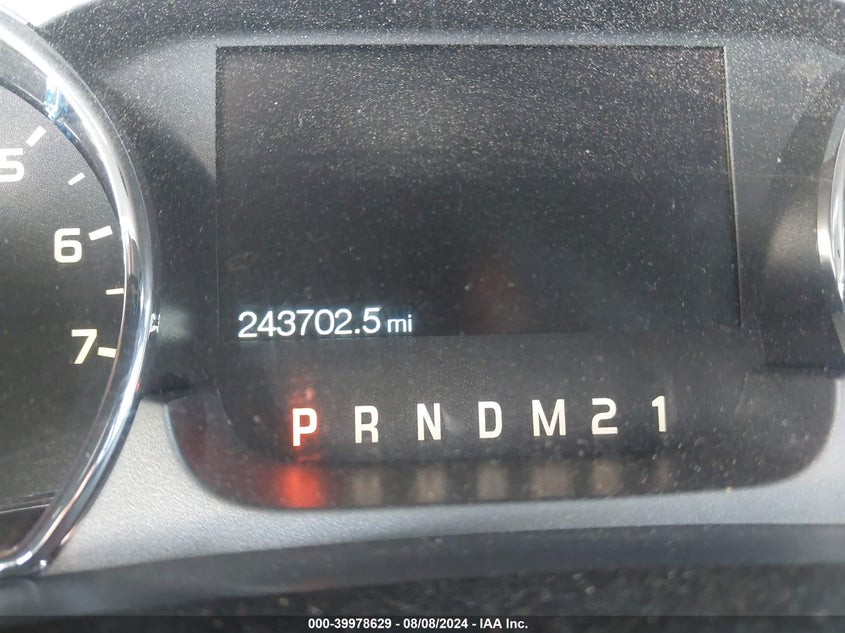 5
6
7
243702.5 mi
P R N D M 2 1
000-39978629 - 08/08/2024 - IAA Inc.